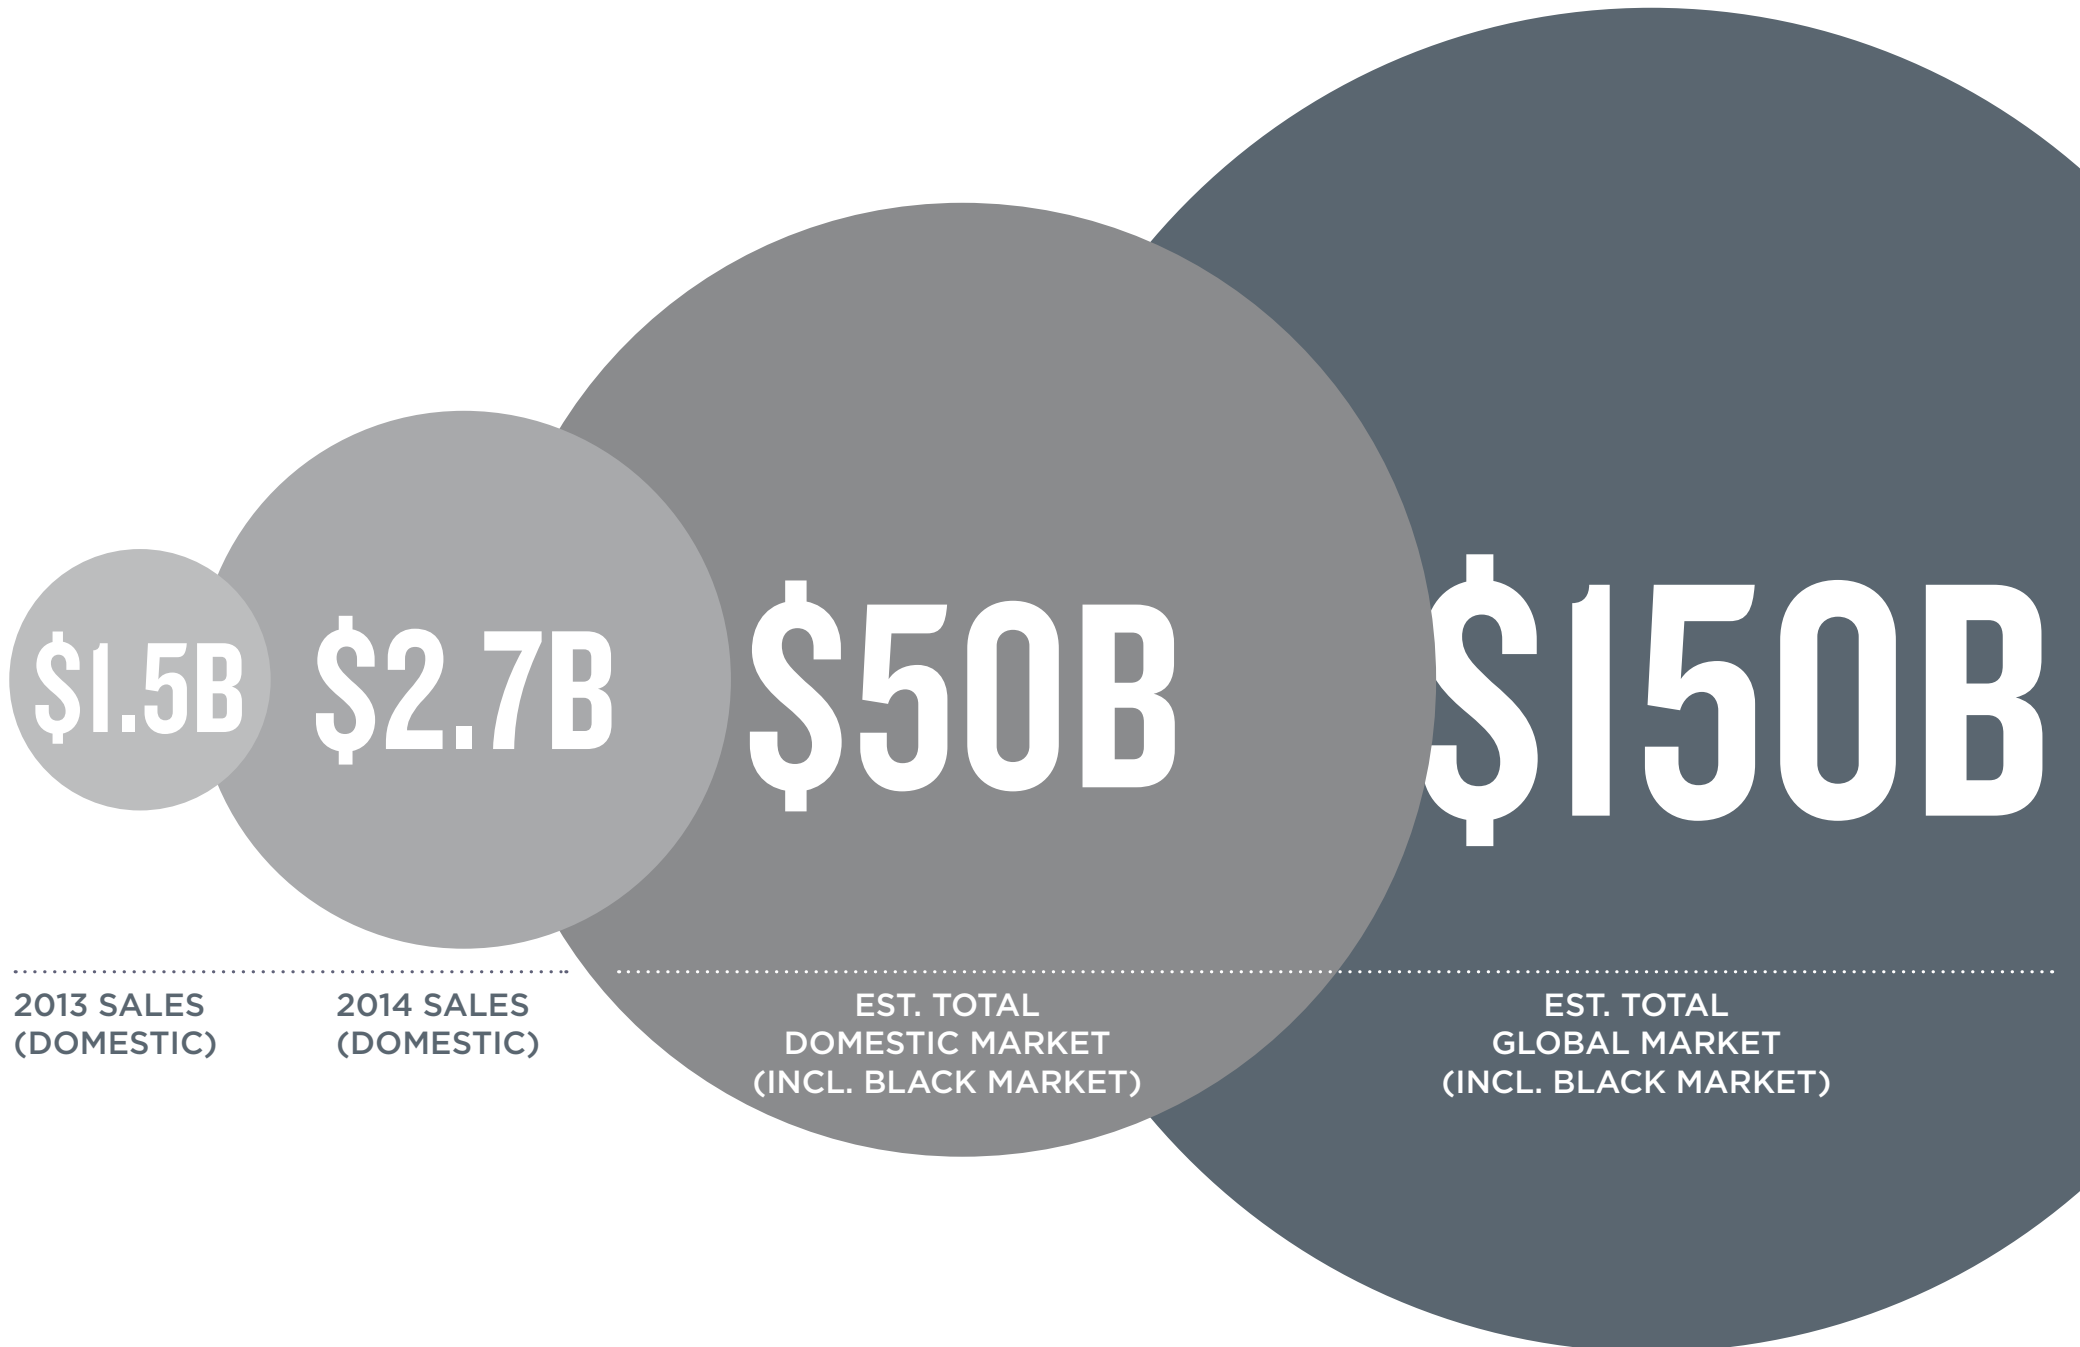 $1.5B
$2.7B
$50B
$150B
2013 SALES
(DOMESTIC)
2014 SALES
(DOMESTIC)
EST. TOTAL
DOMESTIC MARKET
(INCL. BLACK MARKET)
EST. TOTAL
GLOBAL MARKET
(INCL. BLACK MARKET)